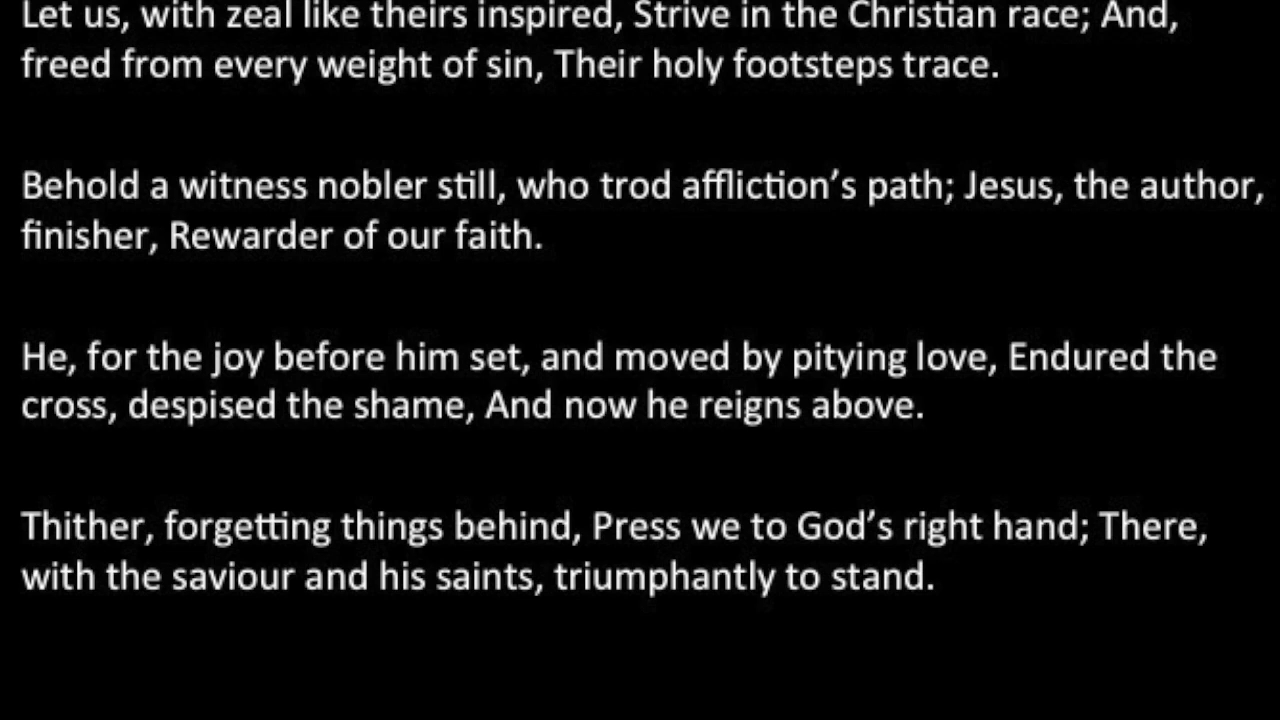 Let us, with zeal like theirs inspired, Strive in the Christian race; And,
freed from every weight of sin, Their holy footsteps trace.
Behold a witness nobler still, who trod affliction’s path; Jesus, the author,
finisher, Rewarder of our faith.
He, for the joy before him set, and moved by pitying love, Endured the
cross, despised the shame, And now he reigns above.
Thither, forgetting things behind, Press we to God’s right hand; There,
with the saviour and his saints, triumphantly to stand.